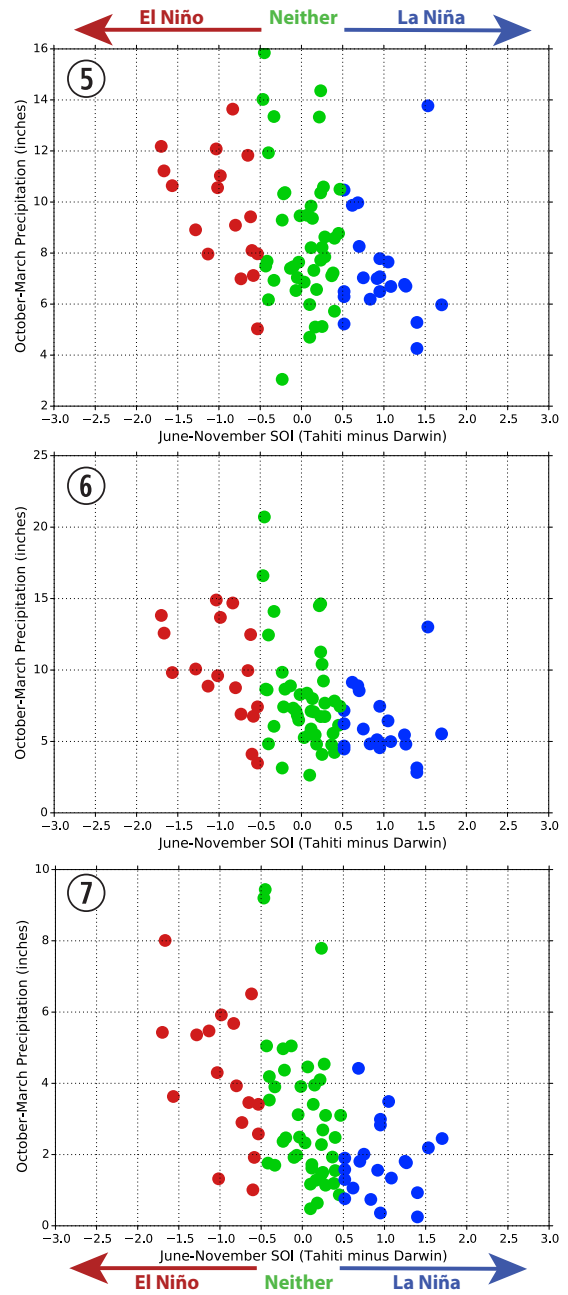 El Niño Neither La Niña
5
16
14
12
10
8
6
4
2
October-March Precipitation (inches)
−3.0 −2.5 −2.0 −1.5 −1.0 −0.5 0.0 0.5 1.0 1.5 2.0 2.5 3.0
June-November SOI (Tahiti minus Darwin)
6
25
20
15
10
5
0
October-March Precipitation (inches)
−3.0 −2.5 −2.0 −1.5 −1.0 −0.5 0.0 0.5 1.0 1.5 2.0 2.5 3.0
June-November SOI (Tahiti minus Darwin)
7
10
8
6
4
2
0
October-March Precipitation (inches)
−3.0 −2.5 −2.0 −1.5 −1.0 −0.5 0.0 0.5 1.0 1.5 2.0 2.5 3.0
June-November SOI (Tahiti minus Darwin)
El Niño Neither La Niña